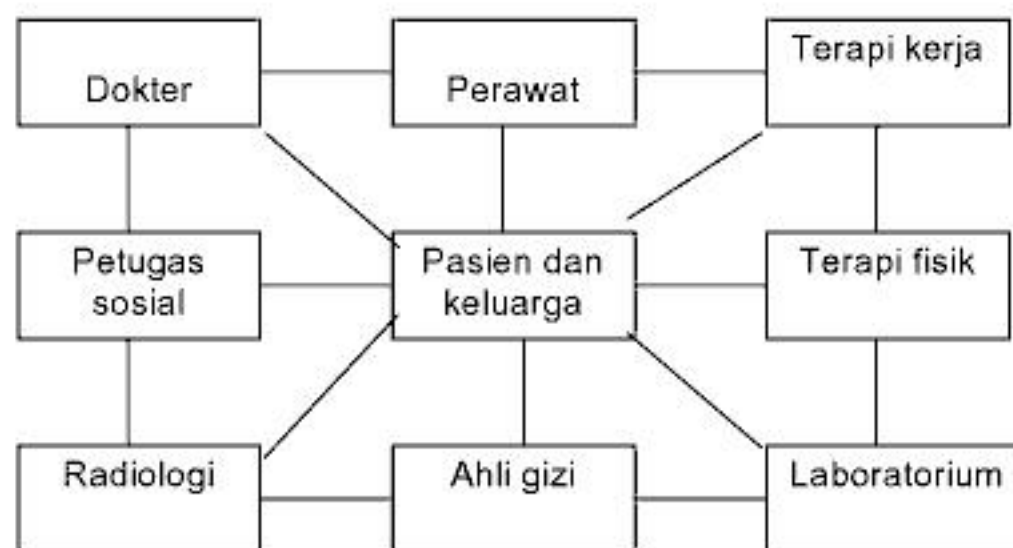 Dokter
Perawat
Terapi kerja
Petugas
sosial
Pasien dan
keluarga
Terapi fisik
Radiologi
Ahli gizi
Laboratorium